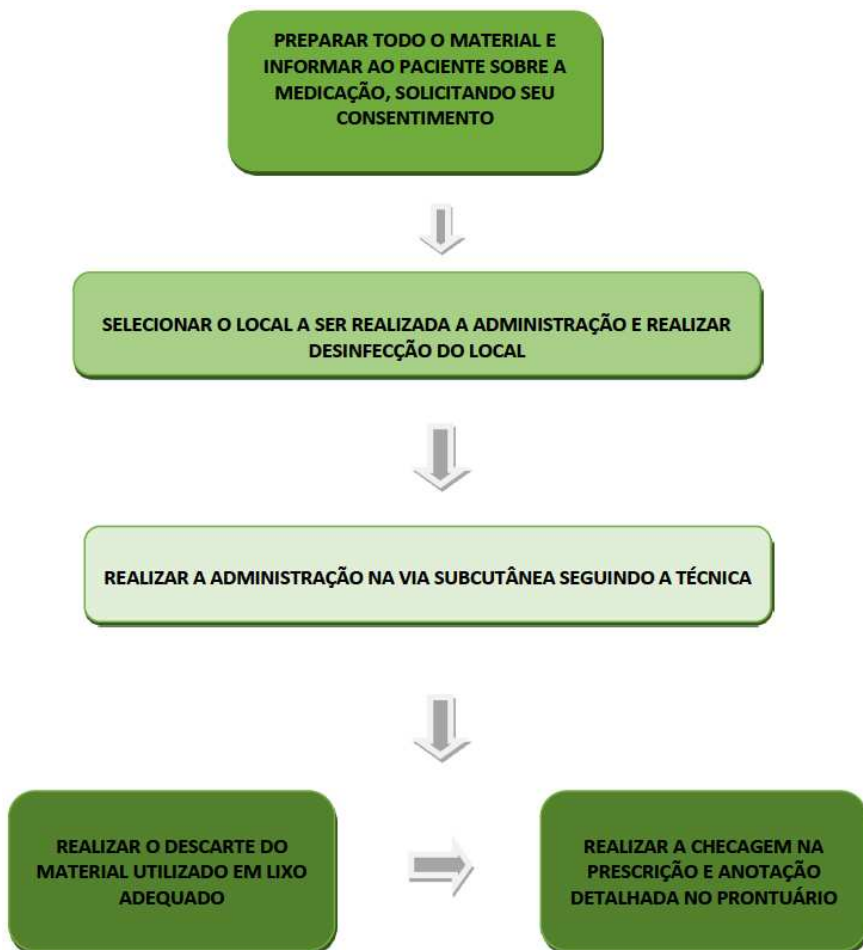 PREPARAR TODO O MATERIAL E
INFORMAR AO PACIENTE SOBRE A
MEDICAÇÃO, SOLICITANDO SEU
CONSENTIMENTO
SELECIONAR O LOCAL A SER REALIZADA A ADMINISTRAÇÃO E REALIZAR
DESINFECÇÃO DO LOCAL
REALIZAR A ADMINISTRAÇÃO NA VIA SUBCUTÂNEA SEGUINDO A TÉCNICA
REALIZAR O DESCARTE DO
MATERIAL UTILIZADO EM LIXO
ADEQUADO
REALIZAR A CHECAGEM NA
PRESCRIÇÃO E ANOTAÇÃO
DETALHADA NO PRONTUÁRIO